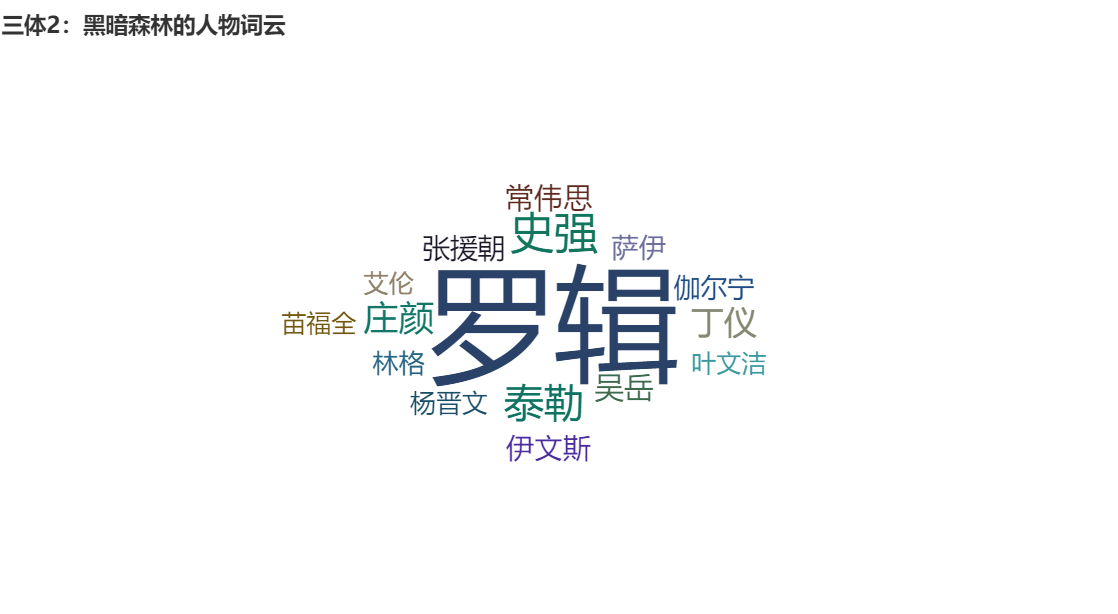 三体2：黑暗森林的人物词云
常伟思
史强
张援朝
萨伊
罗辑
艾伦
伽尔宁
苗福全
庄颜
丁仪
林格
叶文洁
吴岳
杨晋文
泰勒
伊文斯